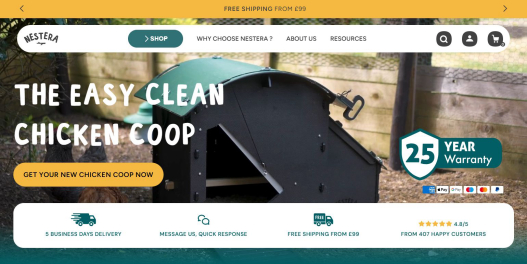 FREE SHIPPING FROM £99
NESTERA
SHOP
WHY CHOOSE NESTERA ?
ABOUT US
RESOURCES
THE EASY CLEAN
CHICKEN COOP
GET YOUR NEW CHICKEN COOP NOW
25 YEAR
Warranty
5 BUSINESS DAYS DELIVERY
MESSAGE US, QUICK RESPONSE
FREE
FREE SHIPPING FROM £99
4.8/5
FROM 407 HAPPY CUSTOMERS